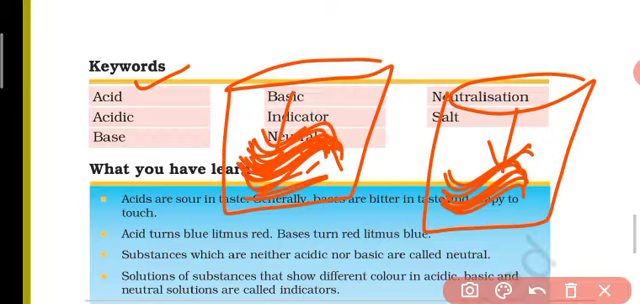 Keywords
Acid Basic Neutralisation
Acidic Indicator Salt
Base Neutral
What you have learnt
Acids are sour in taste. Generally, bases are bitter in taste and to
touch.
Acid turns blue litmus red. Bases turn red litmus blue.
Substances which are neither acidic nor basic are called neutral.
Solutions of substances that show different colour in acidic, basic and
neutral solutions are called indicators.